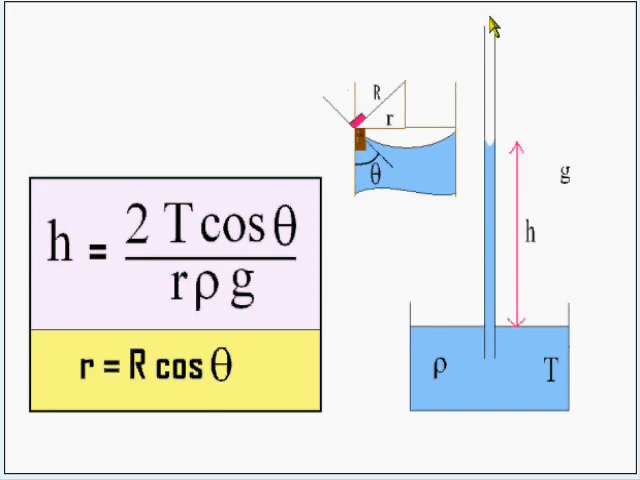 R
r
θ
g
h
h = 2 T cos θ / r ρ g
r = R cos θ
ρ
T